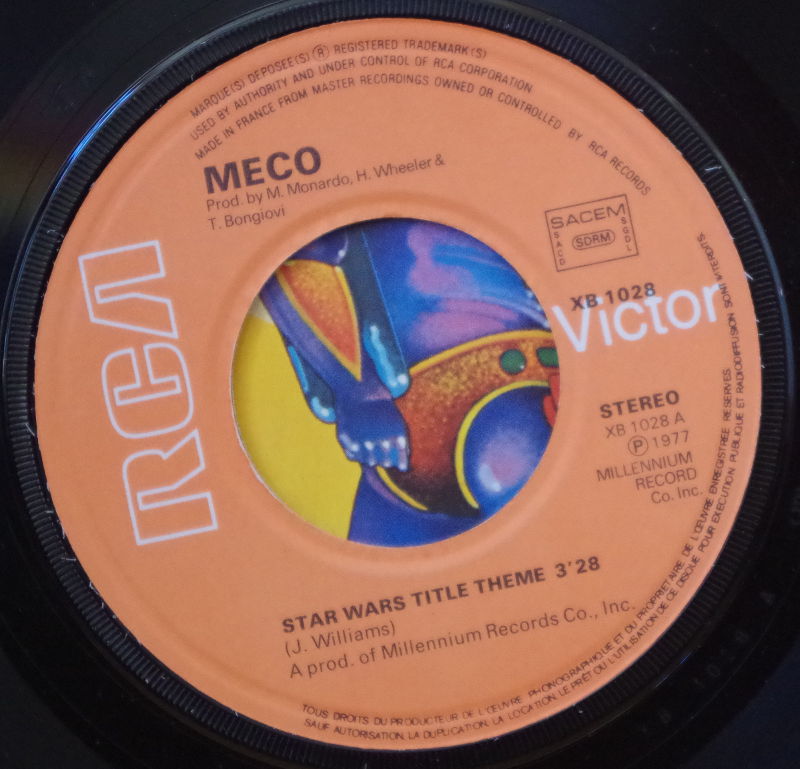 MARQUE(S) DEPOSEE(S) ® REGISTERED TRADEMARK(S)
USED BY AUTHORITY AND UNDER CONTROL OF RCA CORPORATION
MADE IN FRANCE FROM MASTER RECORDINGS OWNED OR CONTROLLED BY RCA RECORDS
MECO
Prod. by M. Monardo, H. Wheeler &
T. Bongiovi
SACEM
SACD
SDRM
SGDL
RCA
XB 1028
Victor
STEREO
XB 1028 A
Ⓟ 1977
MILLENNIUM
RECORD
Co. Inc.
STAR WARS TITLE THEME 3'28
(J. Williams)
A prod. of Millennium Records Co., Inc.
TOUS DROITS DU PRODUCTEUR DE L'ŒUVRE PHONOGRAPHIQUE ET DU PROPRIETAIRE DE L'ŒUVRE ENREGISTREE RESERVES
SAUF AUTORISATION, LA DUPLICATION, LA LOCATION, LE PRÊT OU L'UTILISATION DE CE DISQUE POUR EXECUTION PUBLIQUE ET RADIODIFFUSION SONT INTERDITS